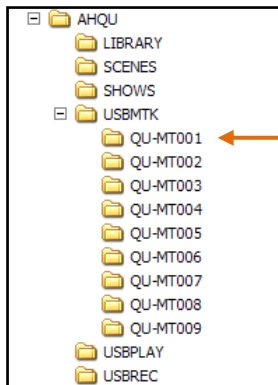 AHQU
LIBRARY
SCENES
SHOWS
USBMTK
QU-MT001
QU-MT002
QU-MT003
QU-MT004
QU-MT005
QU-MT006
QU-MT007
QU-MT008
QU-MT009
USBPLAY
USBREC